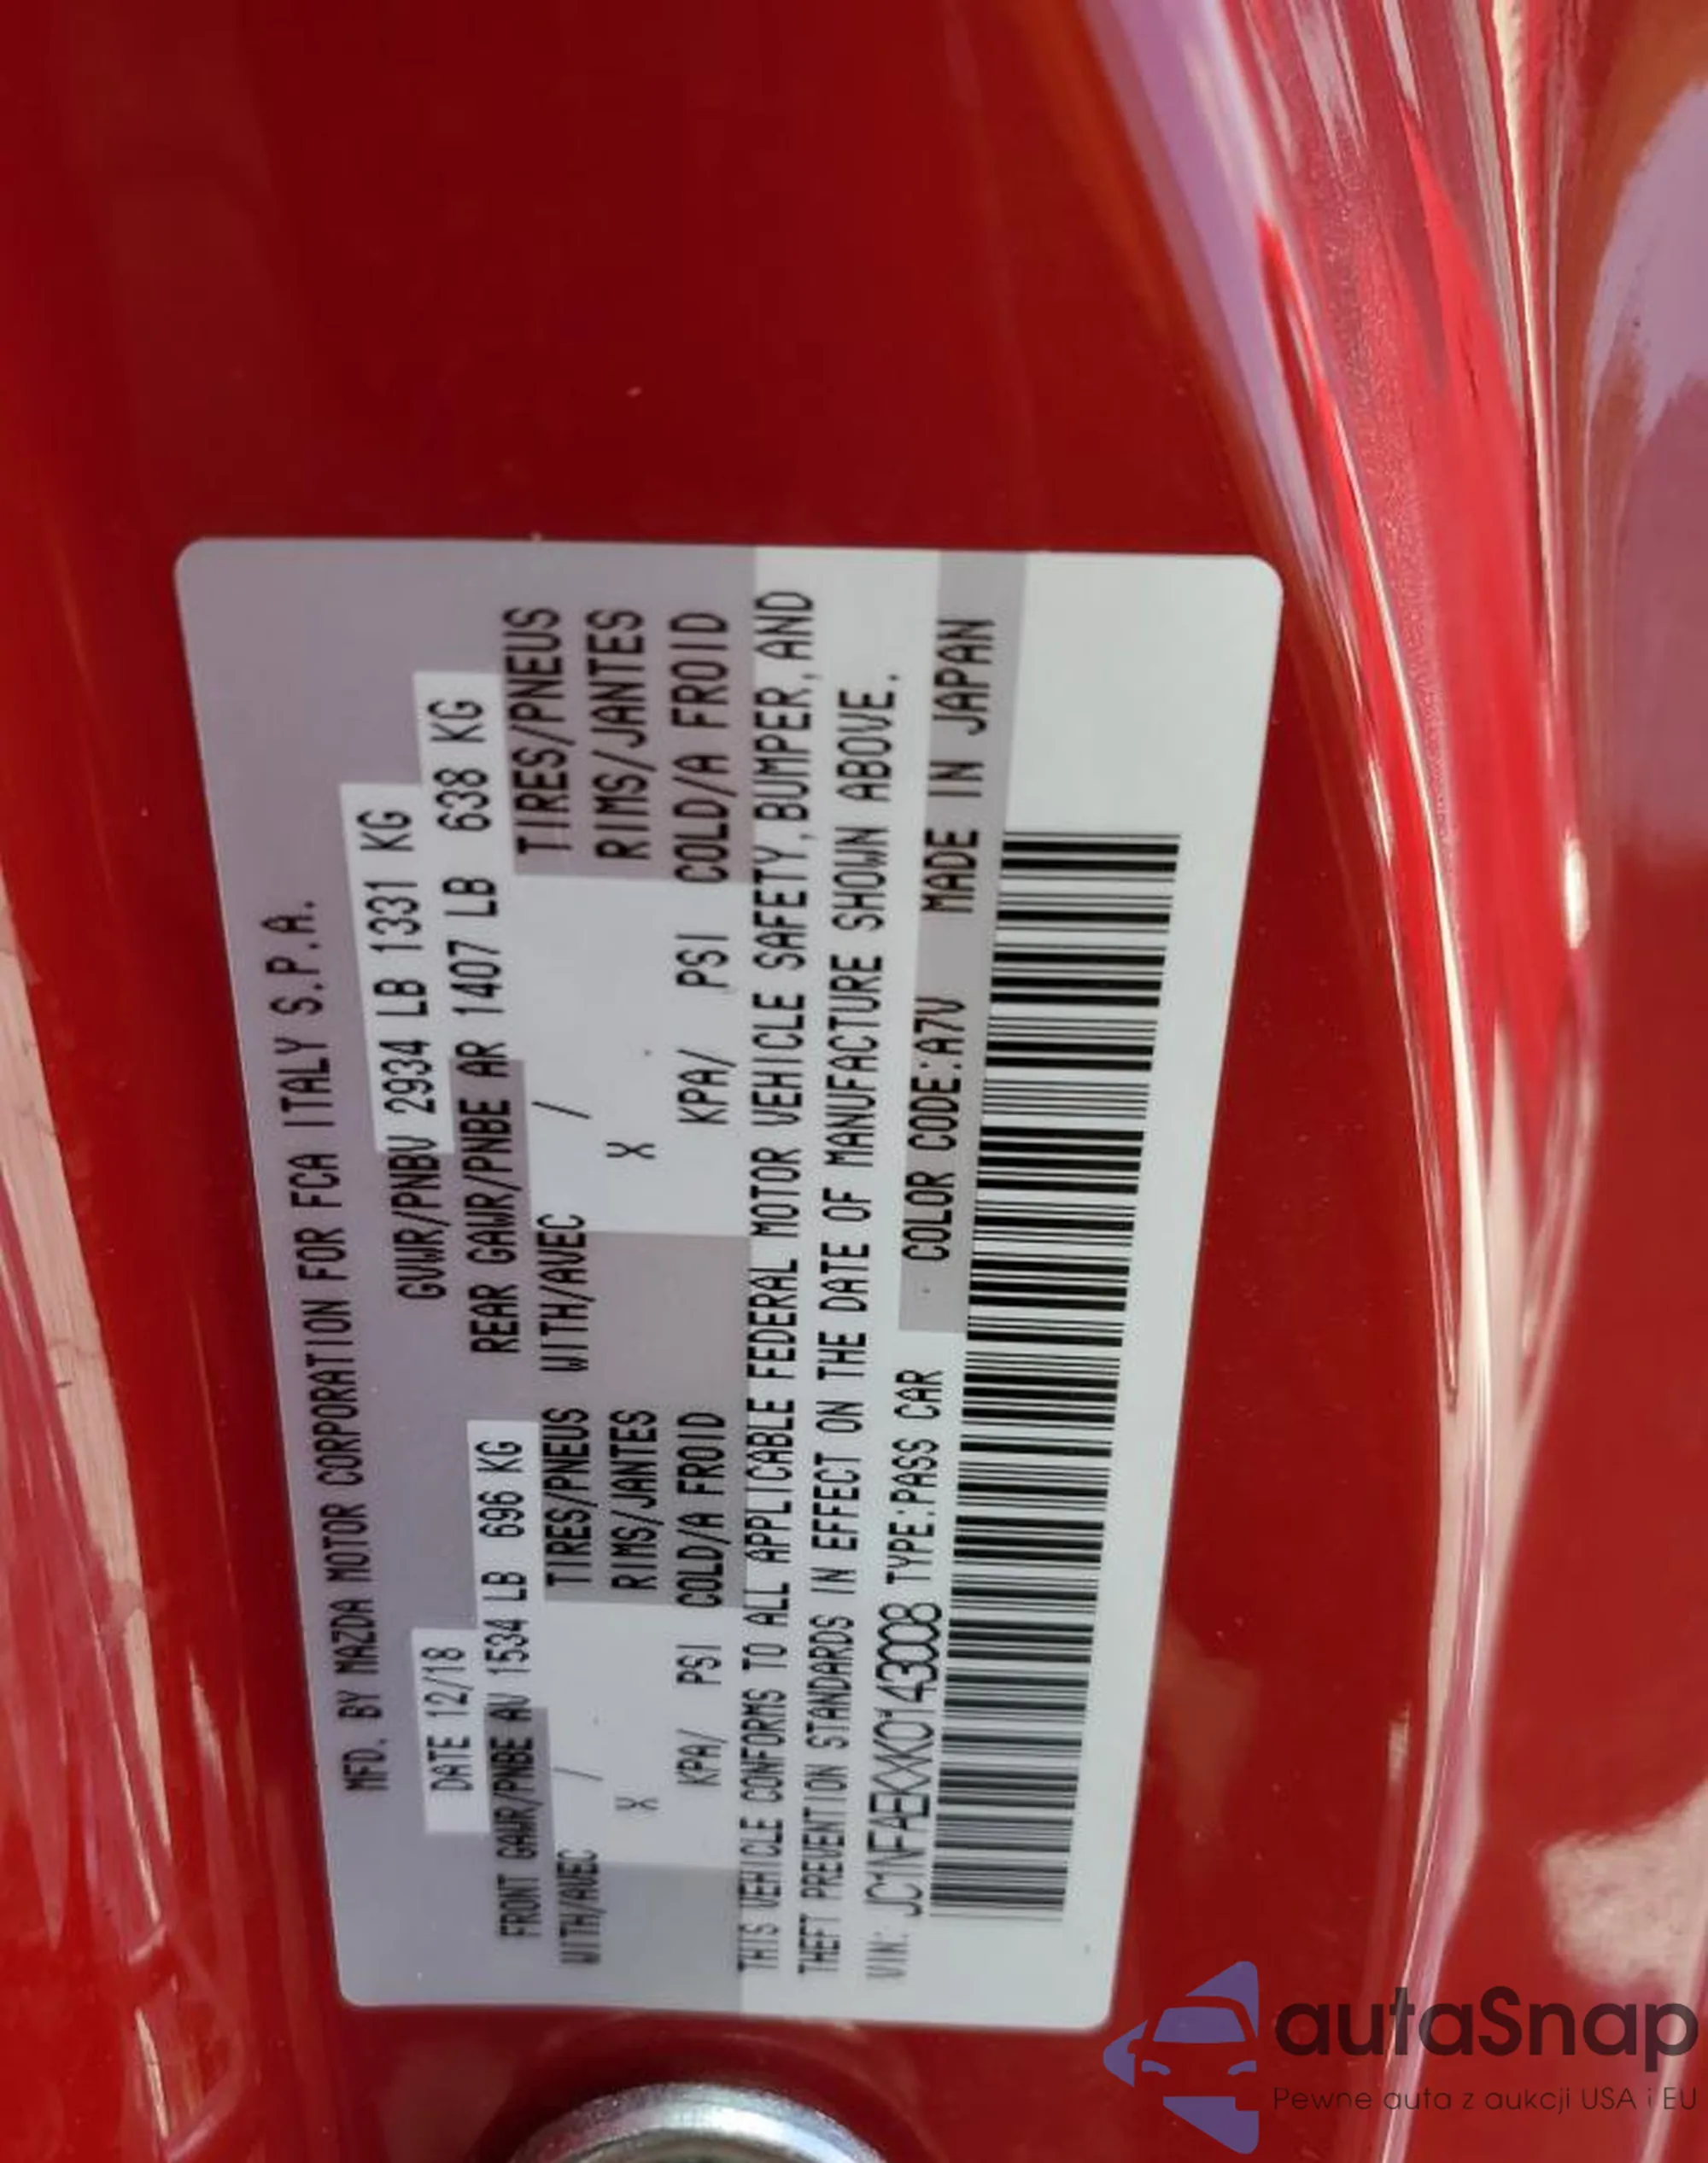 MFD. BY MAZDA MOTOR CORPORATION FOR FCA ITALY S.P.A.
DATE 12/18 GVWR/PNBV 2934 LB 1331 KG
FRONT GAWR/PNBE AV 1534 LB 696 KG REAR GAWR/PNBE AR 1407 LB 638 KG
WITH/AVEC / TIRES/PNEUS WITH/AVEC / TIRES/PNEUS
X RIMS/JANTES X RIMS/JANTES
KPA/ PSI COLD/A FROID KPA/ PSI COLD/A FROID
THIS VEHICLE CONFORMS TO ALL APPLICABLE FEDERAL MOTOR VEHICLE SAFETY,BUMPER, AND
THEFT PREVENTION STANDARDS IN EFFECT ON THE DATE OF MANUFACTURE SHOWN ABOVE.
VIN: JC1NFAEKXK0143008 TYPE:PASS CAR COLOR CODE:A7V MADE IN JAPAN
autaSnap
Pewne auta z aukcji USA i EU